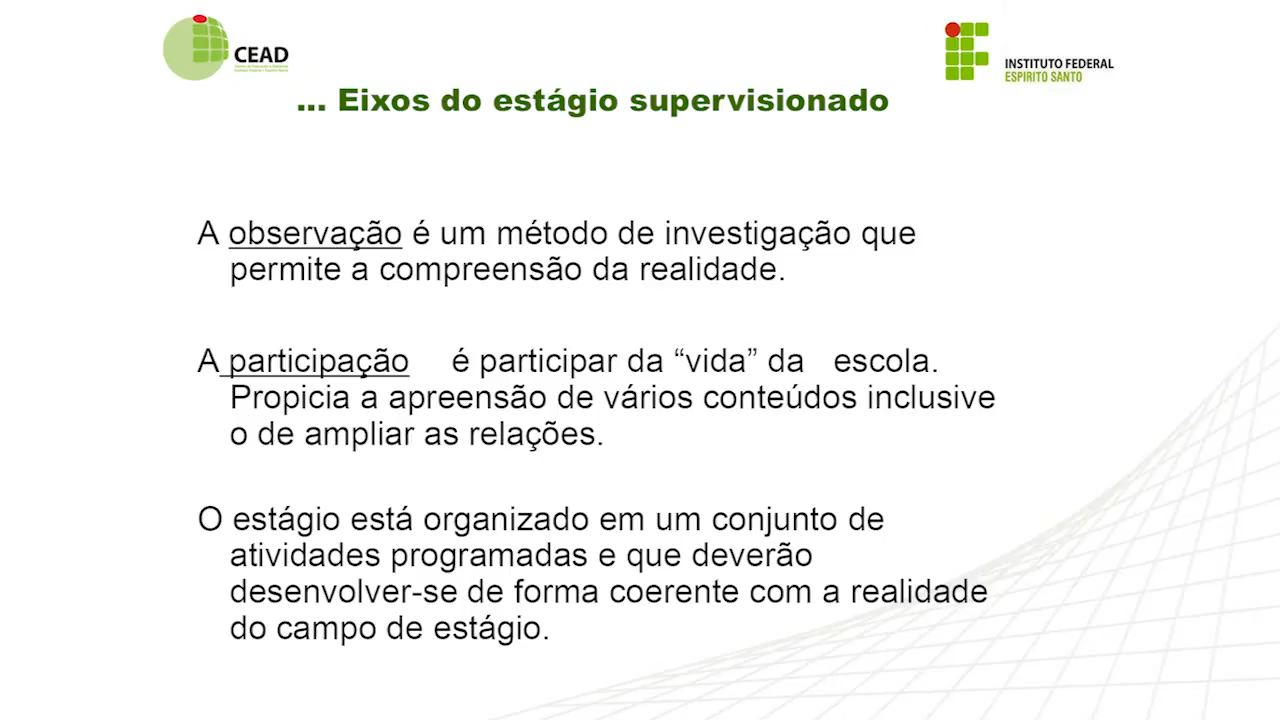 CEAD
INSTITUTO FEDERAL
ESPÍRITO SANTO
... Eixos do estágio supervisionado
A observação é um método de investigação que
permite a compreensão da realidade.
A participação é participar da “vida” da escola.
Propicia a apreensão de vários conteúdos inclusive
o de ampliar as relações.
O estágio está organizado em um conjunto de
atividades programadas e que deverão
desenvolver-se de forma coerente com a realidade
do campo de estágio.